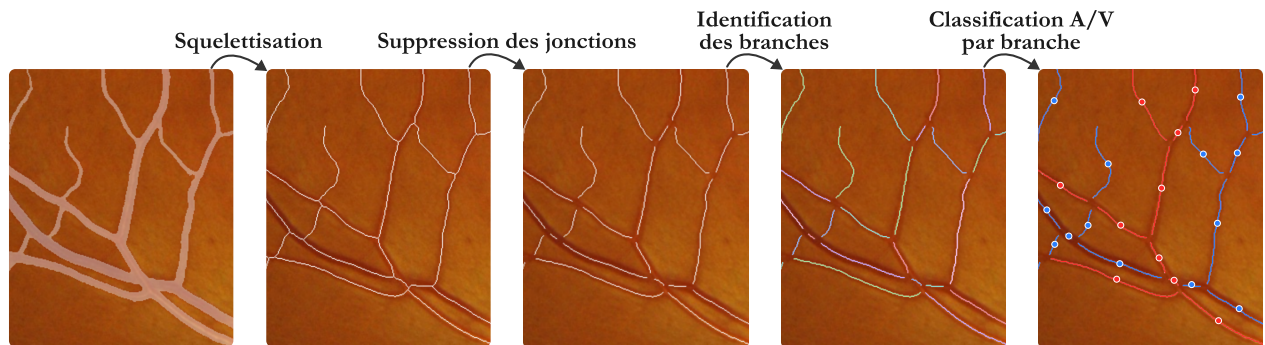 Squelettisation
Suppression des jonctions
Identification
des branches
Classification A/V
par branche